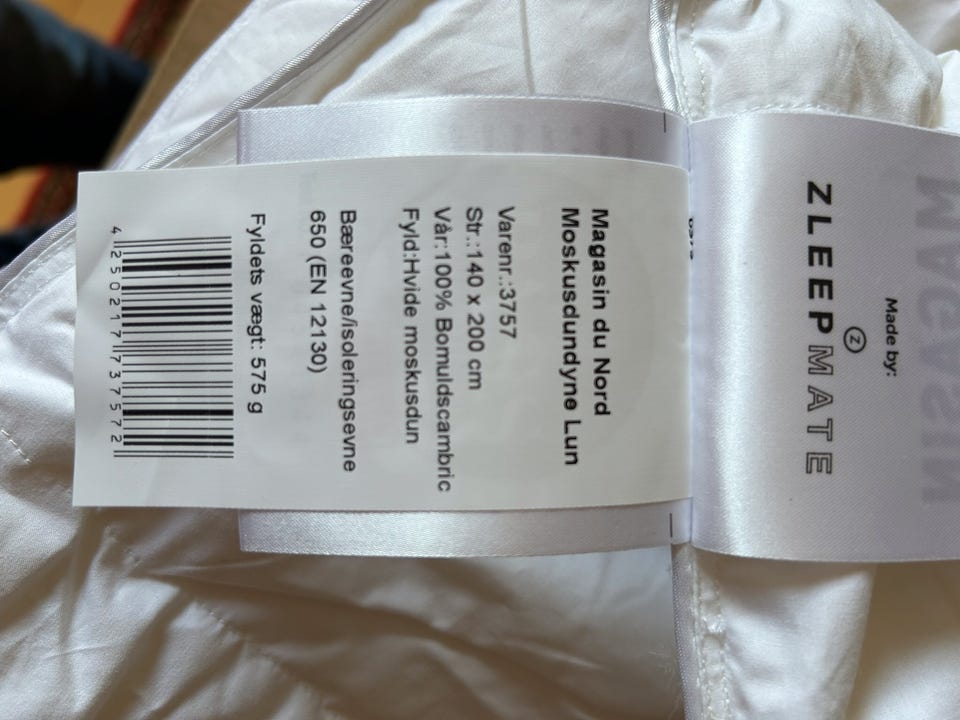 Made by:
Z
ZLEEPMATE
Magasin du Nord
Moskusdundyne Lun
Varenr.:3757
Str.:140 x 200 cm
Vår:100% Bomuldscambric
Fyld:Hvide moskusdun
Bæreevne/isoleringsevne
650 (EN 12130)
Fyldets vægt: 575 g
4 250217 737572
MAGASIN